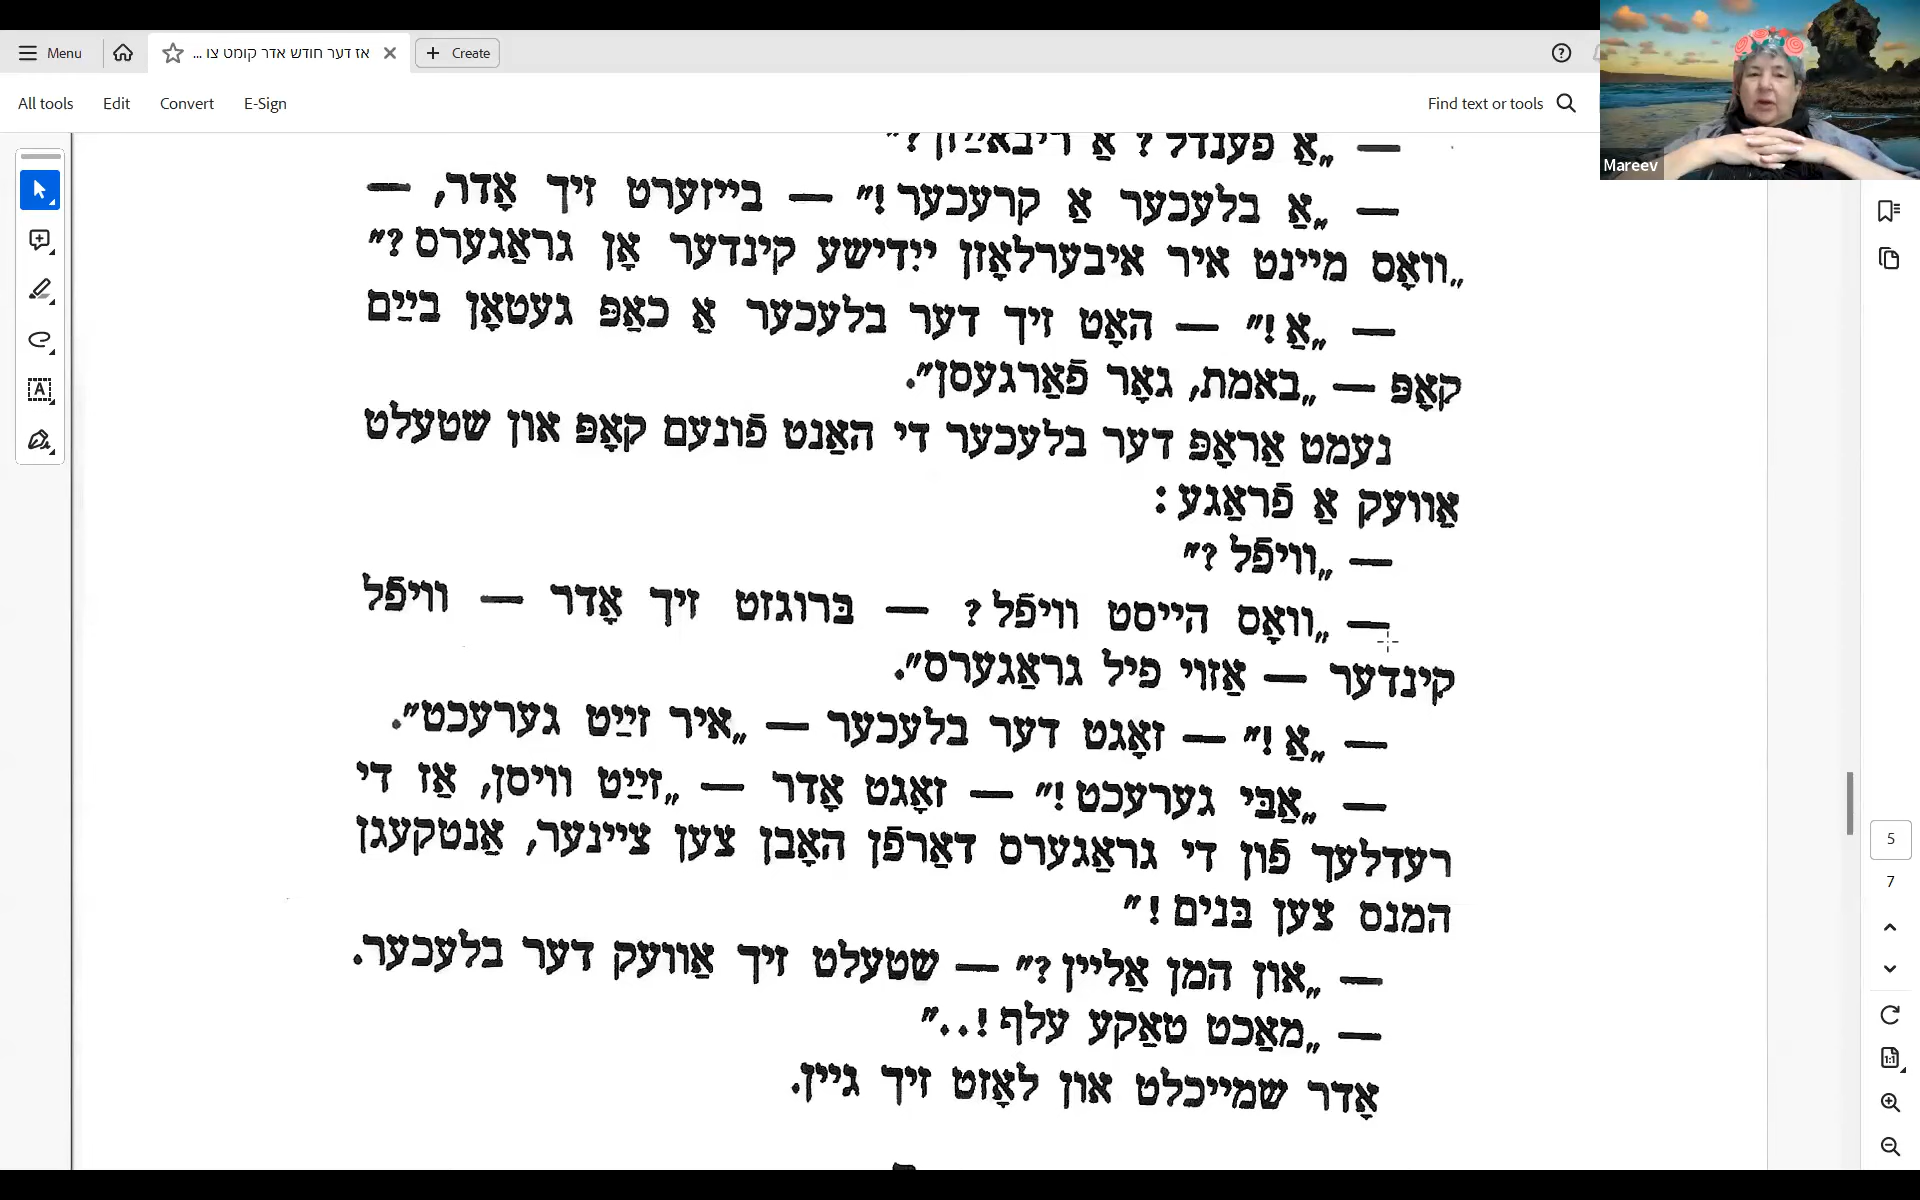 Menu
אז דער חודש אדר קומט צו ...
Create
All tools
Edit
Convert
E-Sign
Find text or tools
Mareev
— „אַ פּענדל? אַ ריבאײַזן?״
— „אַ בלעכער אַ קרעכער!״ — בייזערט זיך אָדר, —
„וואָס מיינט איר איבערלאָזן ייִדישע קינדער אָן גראַגערס?״
— „אַ!״ — האָט זיך דער בלעכער אַ כאַפּ געטאָן בײַם
קאָפּ — „באמת, גאָר פֿאַרגעסן״.
נעמט אַראָפּ דער בלעכער די האַנט פֿונעם קאָפּ און שטעלט
אַוועק אַ פֿראַגע:
— „וויפֿל?״
— „וואָס הייסט וויפֿל? — ברוגזט זיך אָדר — וויפֿל
קינדער — אַזוי פיל גראַגערס״.
— „אַ!״ — זאָגט דער בלעכער — „איר זײַט גערעכט״.
— „אַבי גערעכט!״ — זאָגט אָדר — „זײַט וויסן, אַז די
רעדלעך פֿון די גראַגערס דאַרפֿן האָבן צען ציינער, אַנטקעגן
המנס צען בנים!״
— „און המן אַליין?״ — שטעלט זיך אַוועק דער בלעכער.
— „מאַכט טאַקע עלף!..״
אָדר שמייכלט און לאָזט זיך גיין.
5
7